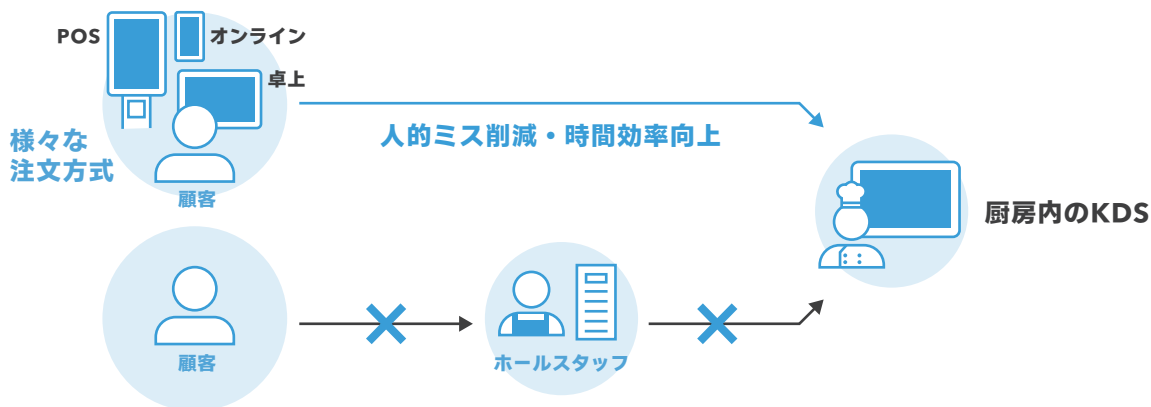 POS
オンライン
卓上
様々な
注文方式
顧客
人的ミス削減・時間効率向上
厨房内のKDS
顧客
ホールスタッフ